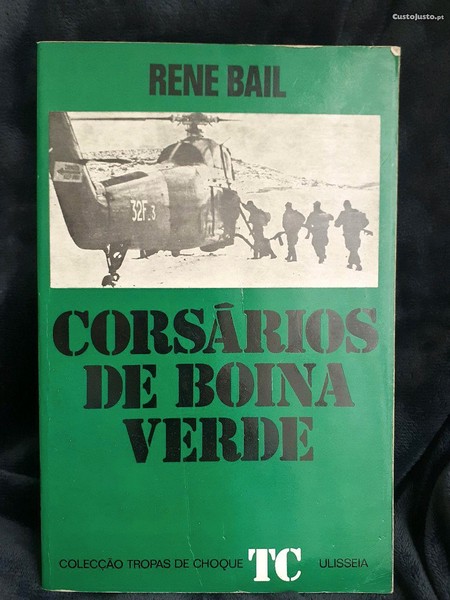 CustoJusto.pt
RENE BAIL
32F.3
CORSÁRIOS
DE BOINA
VERDE
COLECÇÃO TROPAS DE CHOQUE TC ULISSEIA